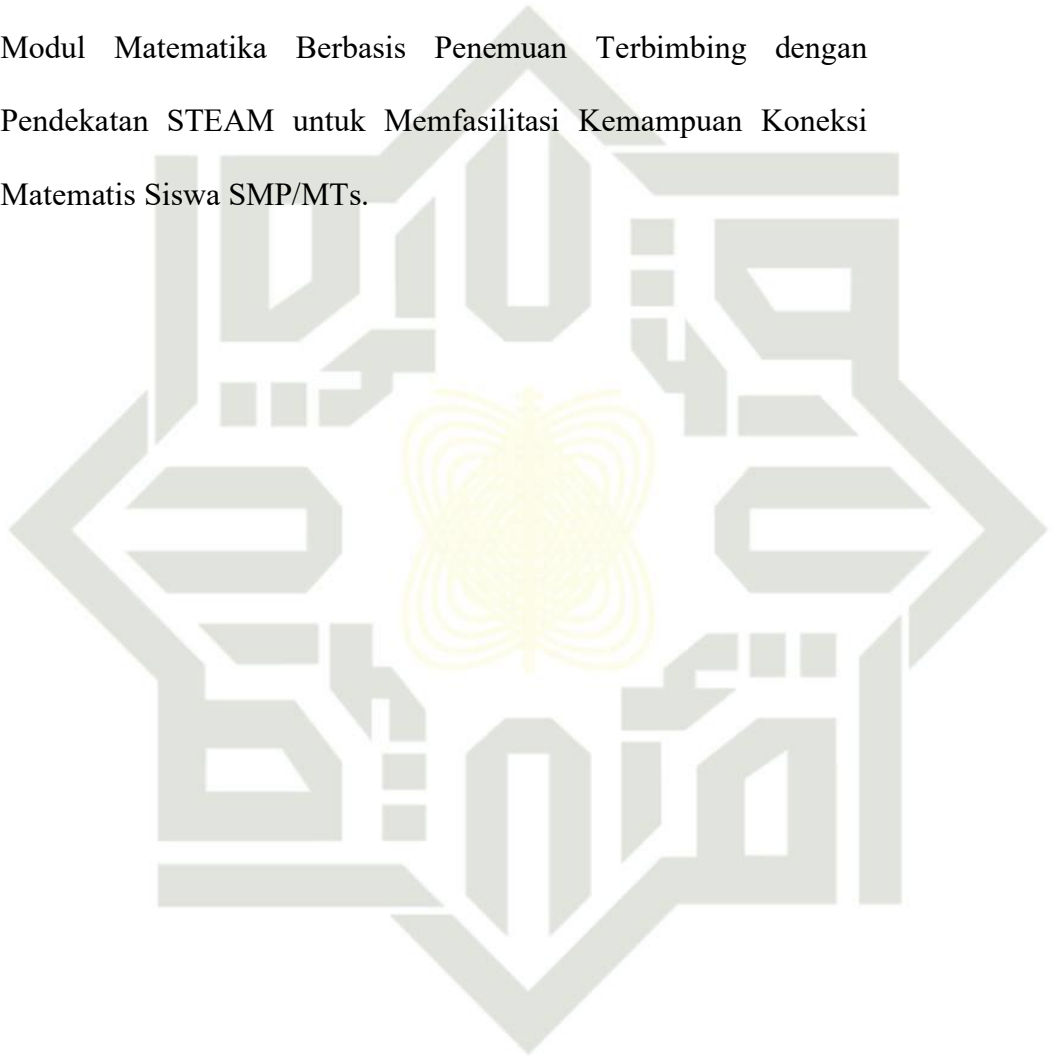 Modul Matematika Berbasis Penemuan Terbimbing dengan
Pendekatan STEAM untuk Memfasilitasi Kemampuan Koneksi
Matematis Siswa SMP/MTs.